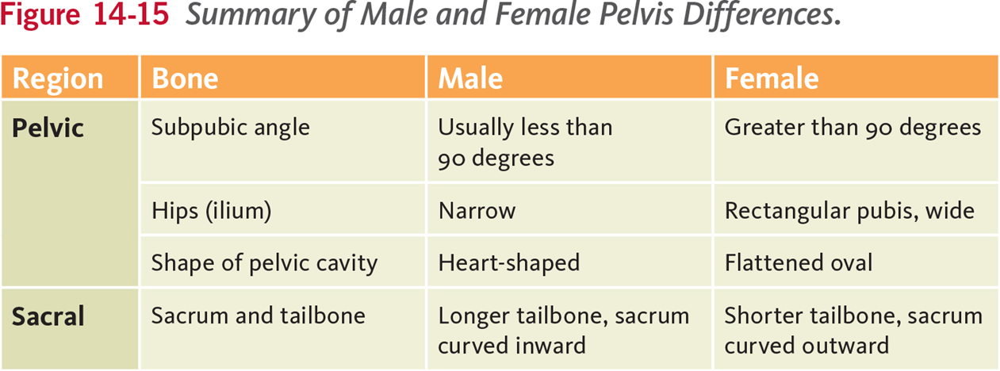 Figure 14-15 Summary of Male and Female Pelvis Differences.
Region Bone Male Female
Pelvic Subpubic angle Usually less than Greater than 90 degrees
90 degrees
Hips (ilium) Narrow Rectangular pubis, wide
Shape of pelvic cavity Heart-shaped Flattened oval
Sacral Sacrum and tailbone Longer tailbone, sacrum Shorter tailbone, sacrum
curved inward curved outward